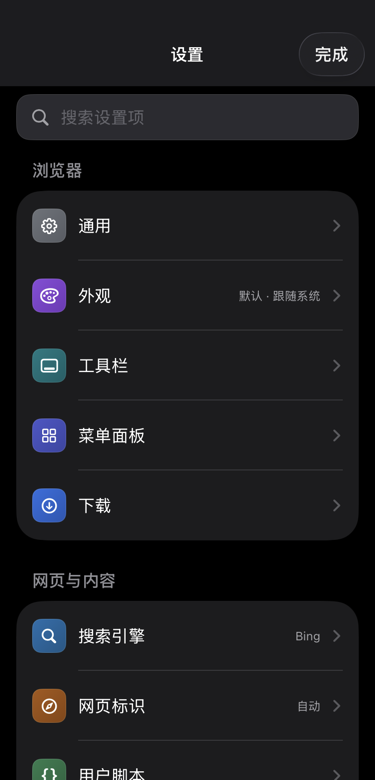 设置
完成
搜索设置项
浏览器
通用
外观 默认 · 跟随系统
工具栏
菜单面板
下载
网页与内容
搜索引擎 Bing
网页标识 自动
用户脚本